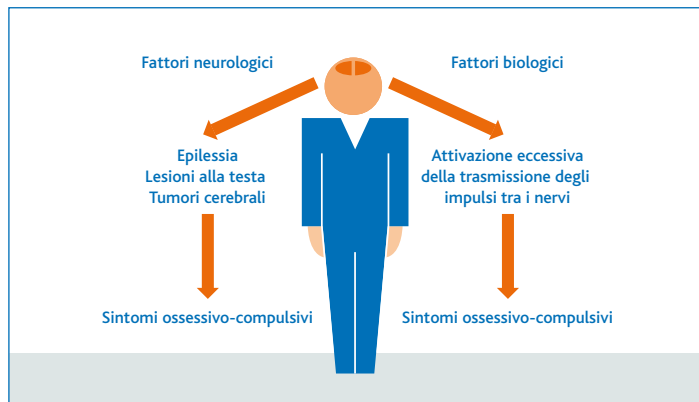 Fattori neurologici
Fattori biologici
Epilessia
Lesioni alla testa
Tumori cerebrali
Attivazione eccessiva
della trasmissione degli
impulsi tra i nervi
Sintomi ossessivo-compulsivi
Sintomi ossessivo-compulsivi